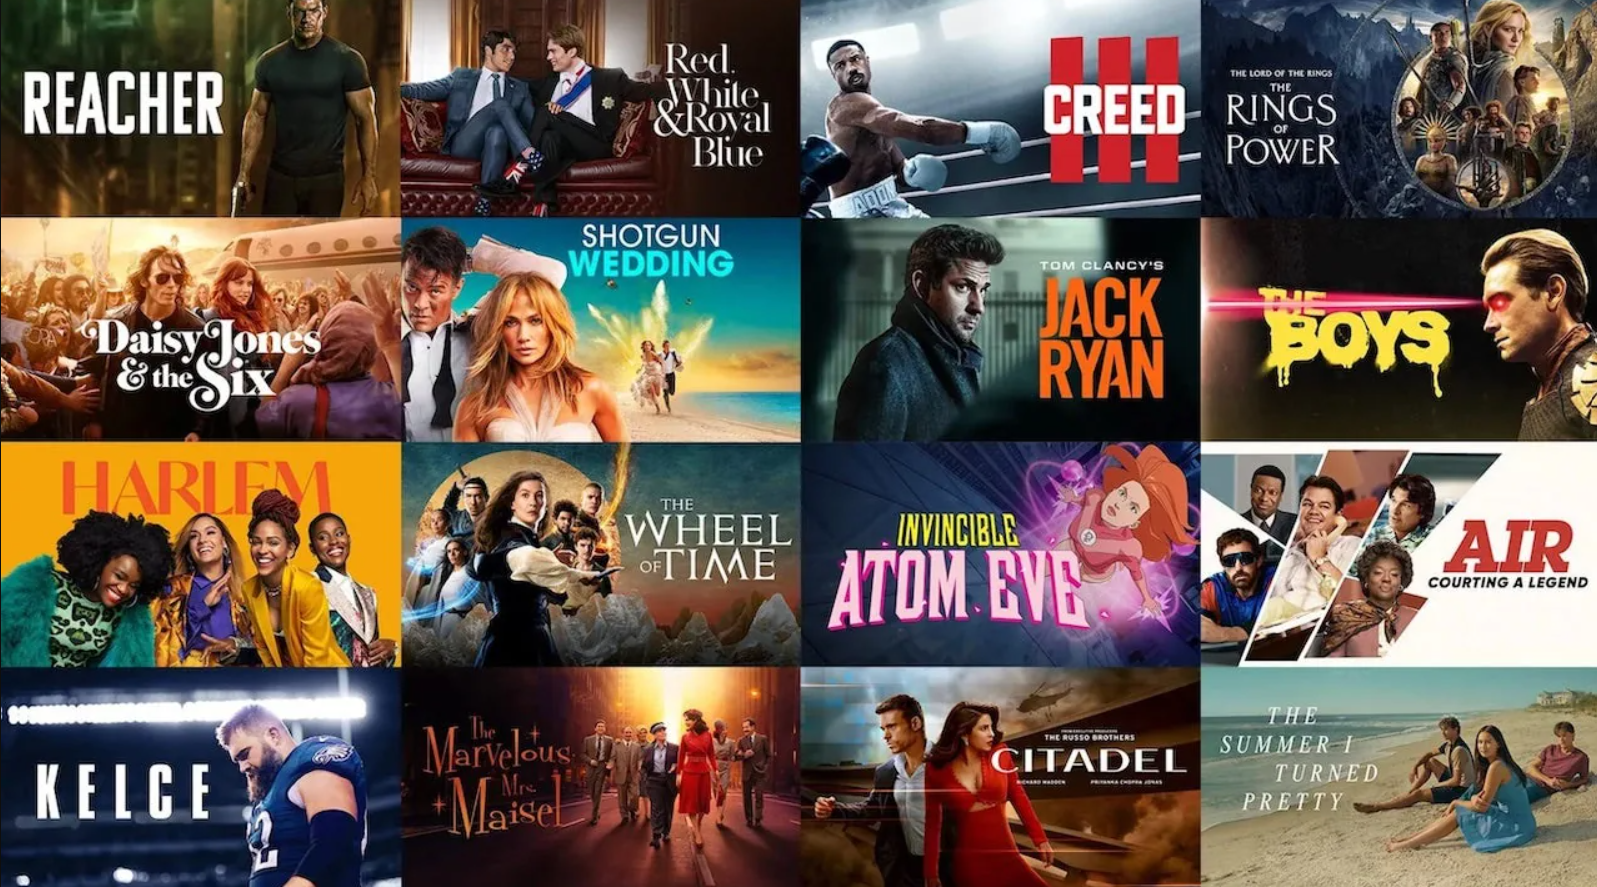 REACHER
Red,
White
&Royal
Blue
CREED
III
ADON
THE LORD OF THE RINGS
THE
RINGS
OF
POWER
Daisy Jones
& the Six
SHOTGUN
WEDDING
TOM CLANCY'S
JACK
RYAN
THE
BOYS
HARLEM
THE
WHEEL
OF TIME
INVINCIBLE
ATOM EVE
AIR
COURTING A LEGEND
KELCE
The
Marvelous
Mrs.
Maisel
THE RUSSO BROTHERS
CITADEL
RICHARD MADDEN PRIYANKA CHOPRA JONAS
THE
SUMMER I
TURNED
PRETTY